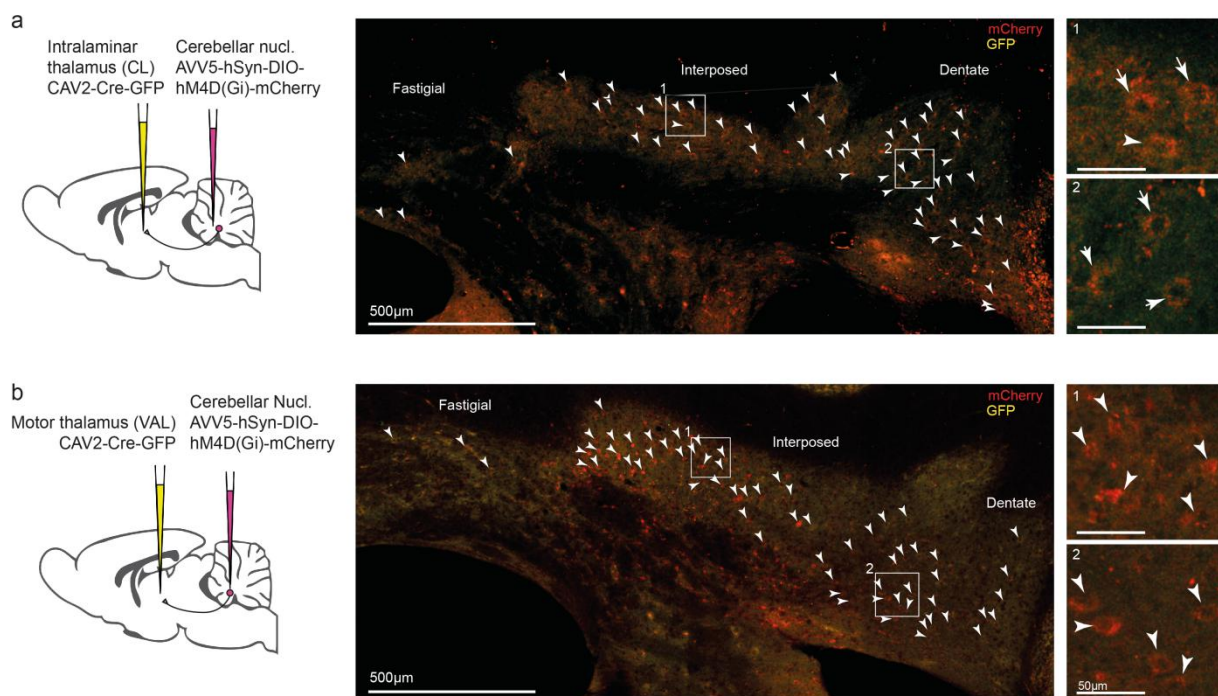 a
Intralaminar
thalamus (CL)
CAV2-Cre-GFP
Cerebellar nucl.
AVV5-hSyn-DIO-
hM4D(Gi)-mCherry
mCherry
GFP
Fastigial
Interposed
Dentate
1
2
500µm
1
2
b
Motor thalamus (VAL)
CAV2-Cre-GFP
Cerebellar Nucl.
AVV5-hSyn-DIO-
hM4D(Gi)-mCherry
mCherry
GFP
Fastigial
Interposed
Dentate
1
2
500µm
1
2
50µm